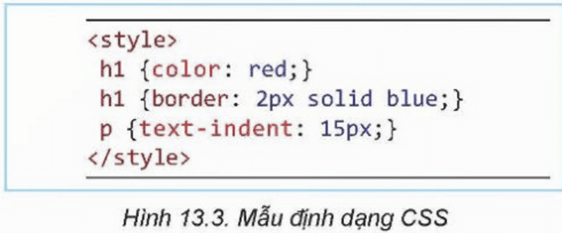 <style>
h1 {color: red;}
h1 {border: 2px solid blue;}
p {text-indent: 15px;}
</style>
Hình 13.3. Mẫu định dạng CSS